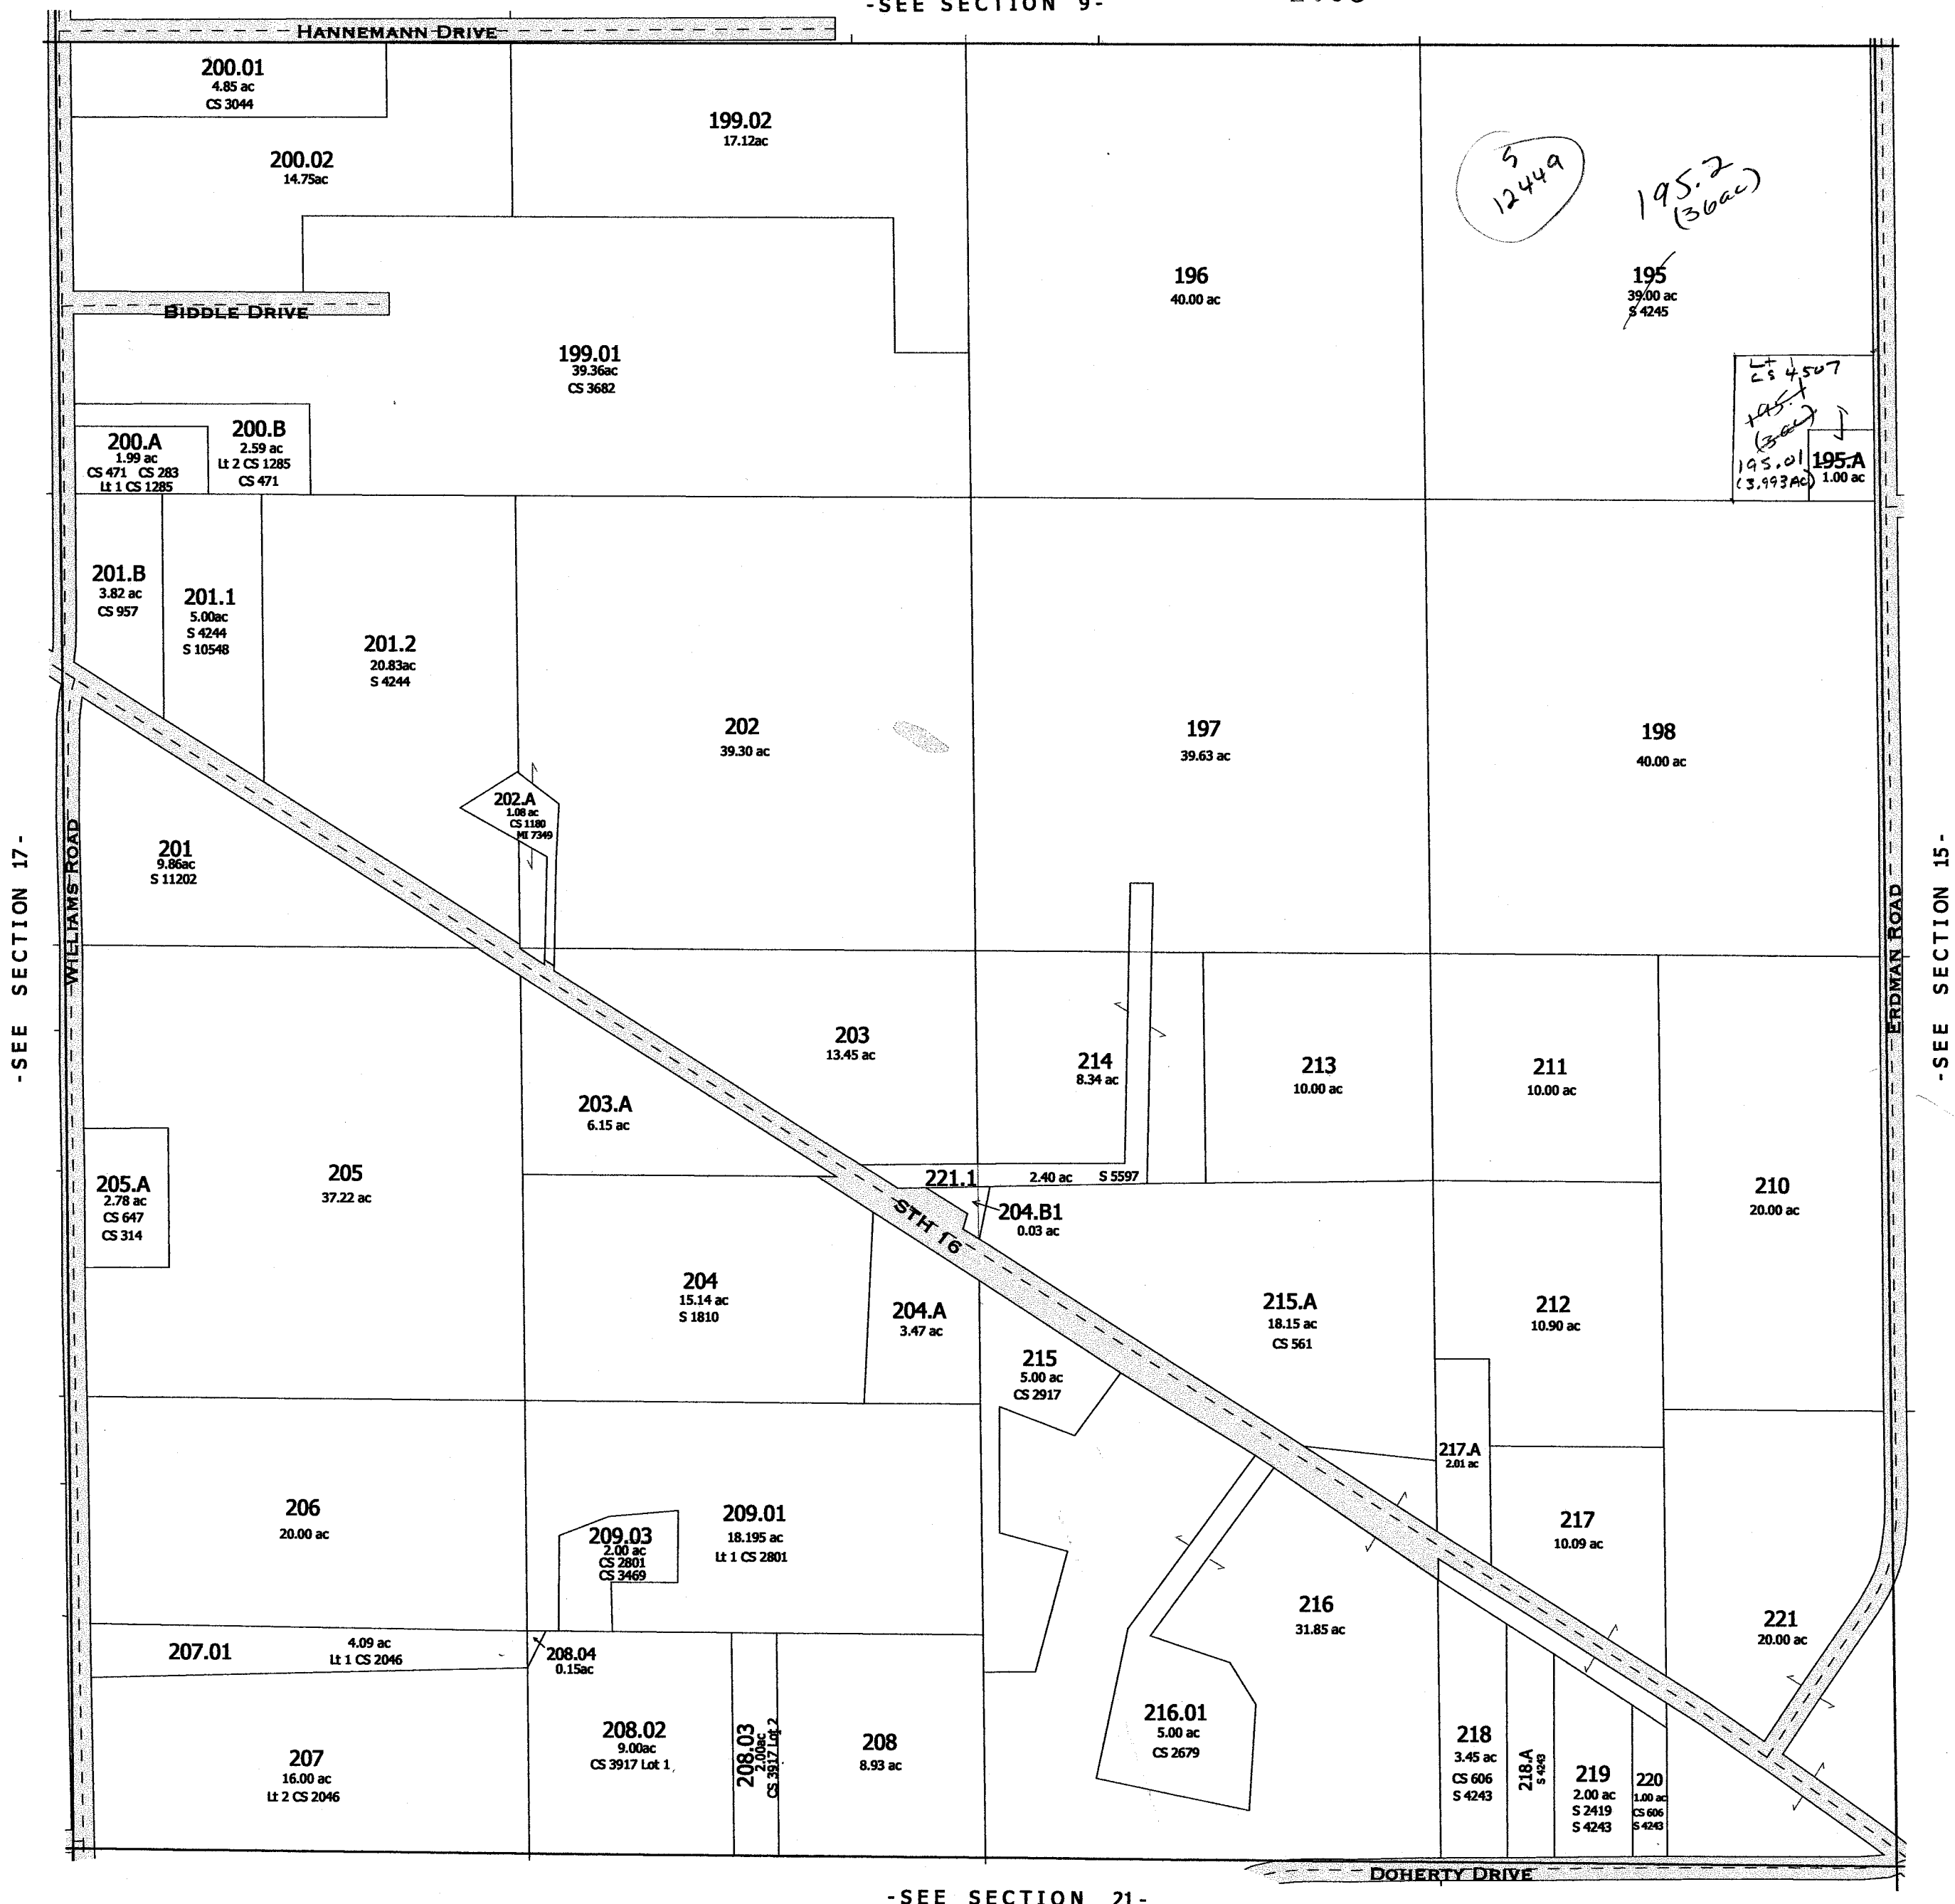 -SEE SECTION 9-
HANNEMANN DRIVE
200.01
4.85 ac
CS 3044
200.02
14.75ac
199.02
17.12ac
S
12449
195.2
(36ac)
196
40.00 ac
195
39.00 ac
S 4245
BIDDLE DRIVE
199.01
39.36ac
CS 3682
Lt 1
CS 4507
195.1
(3ac)
195.01
(3.993Ac)
195.A
1.00 ac
200.A
1.99 ac
CS 471 CS 283
Lt 1 CS 1285
200.B
2.59 ac
Lt 2 CS 1285
CS 471
201.B
3.82 ac
CS 957
201.1
5.00ac
S 4244
S 10548
201.2
20.83ac
S 4244
202
39.30 ac
197
39.63 ac
198
40.00 ac
202.A
1.08 ac
CS 1180
MI 7349
201
9.86ac
S 11202
-SEE SECTION 17-
WILLIAMS ROAD
ERDMAN ROAD
-SEE SECTION 15-
203
13.45 ac
214
8.34 ac
213
10.00 ac
211
10.00 ac
203.A
6.15 ac
205.A
2.78 ac
CS 647
CS 314
205
37.22 ac
221.1
2.40 ac
S 5597
204.B1
0.03 ac
STH 16
210
20.00 ac
204
15.14 ac
S 1810
204.A
3.47 ac
215.A
18.15 ac
CS 561
212
10.90 ac
215
5.00 ac
CS 2917
217.A
2.01 ac
206
20.00 ac
209.03
2.00 ac
CS 2801
CS 3469
209.01
18.195 ac
Lt 1 CS 2801
217
10.09 ac
216
31.85 ac
221
20.00 ac
207.01
4.09 ac
Lt 1 CS 2046
208.04
0.15ac
207
16.00 ac
Lt 2 CS 2046
208.02
9.00ac
CS 3917 Lot 1
208.03
2.00ac
CS 3917 Lot 2
208
8.93 ac
216.01
5.00 ac
CS 2679
218
3.45 ac
CS 606
S 4243
218.A
S 4243
219
2.00 ac
S 2419
S 4243
220
1.00 ac
CS 606
S 4243
DOHERTY DRIVE
-SEE SECTION 21-